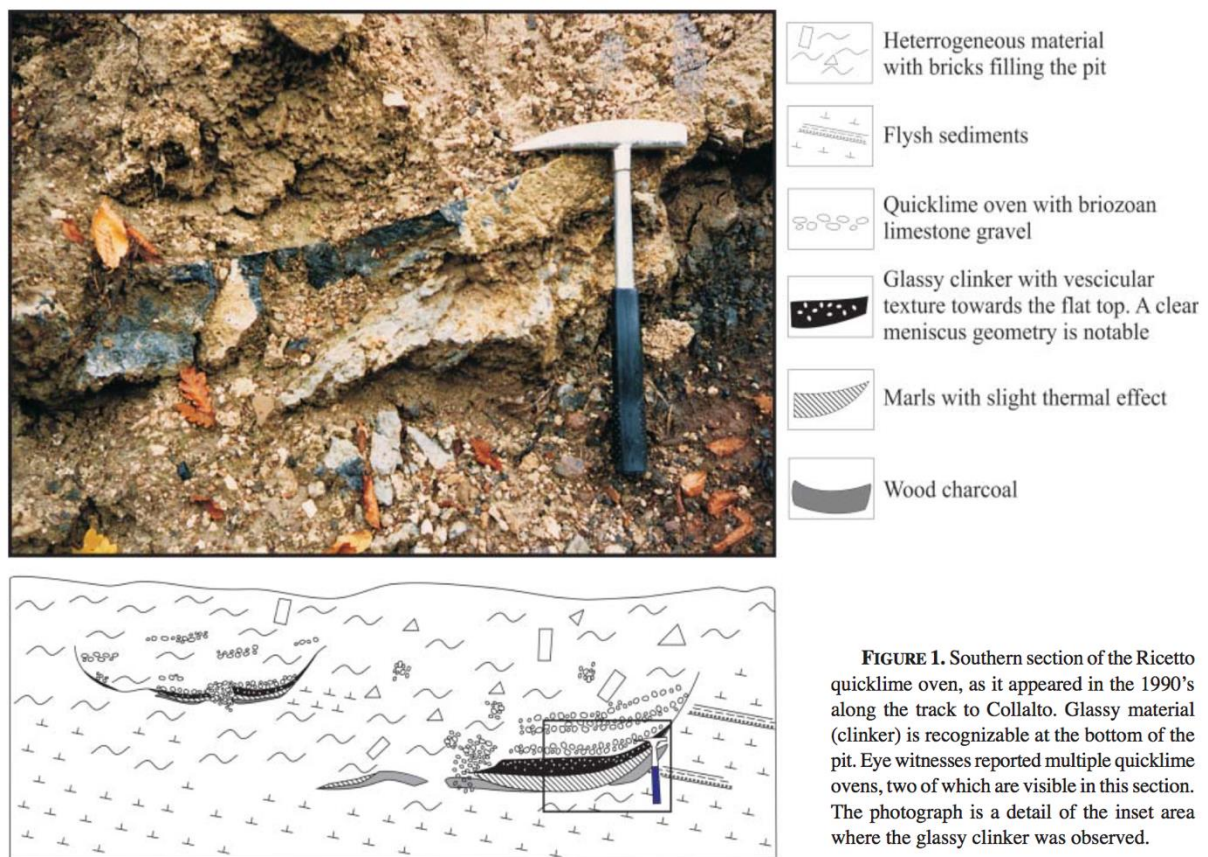 Heterrogeneous material
with bricks filling the pit
Flysh sediments
Quicklime oven with briozoan
limestone gravel
Glassy clinker with vescicular
texture towards the flat top. A clear
meniscus geometry is notable
Marls with slight thermal effect
Wood charcoal
FIGURE 1. Southern section of the Ricetto
quicklime oven, as it appeared in the 1990's
along the track to Collalto. Glassy material
(clinker) is recognizable at the bottom of the
pit. Eye witnesses reported multiple quicklime
ovens, two of which are visible in this section.
The photograph is a detail of the inset area
where the glassy clinker was observed.